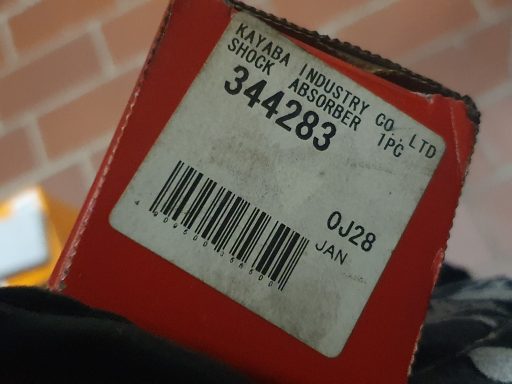 KAYABA INDUSTRY CO.,LTD
SHOCK ABSORBER 1PC
344283
0J28
JAN